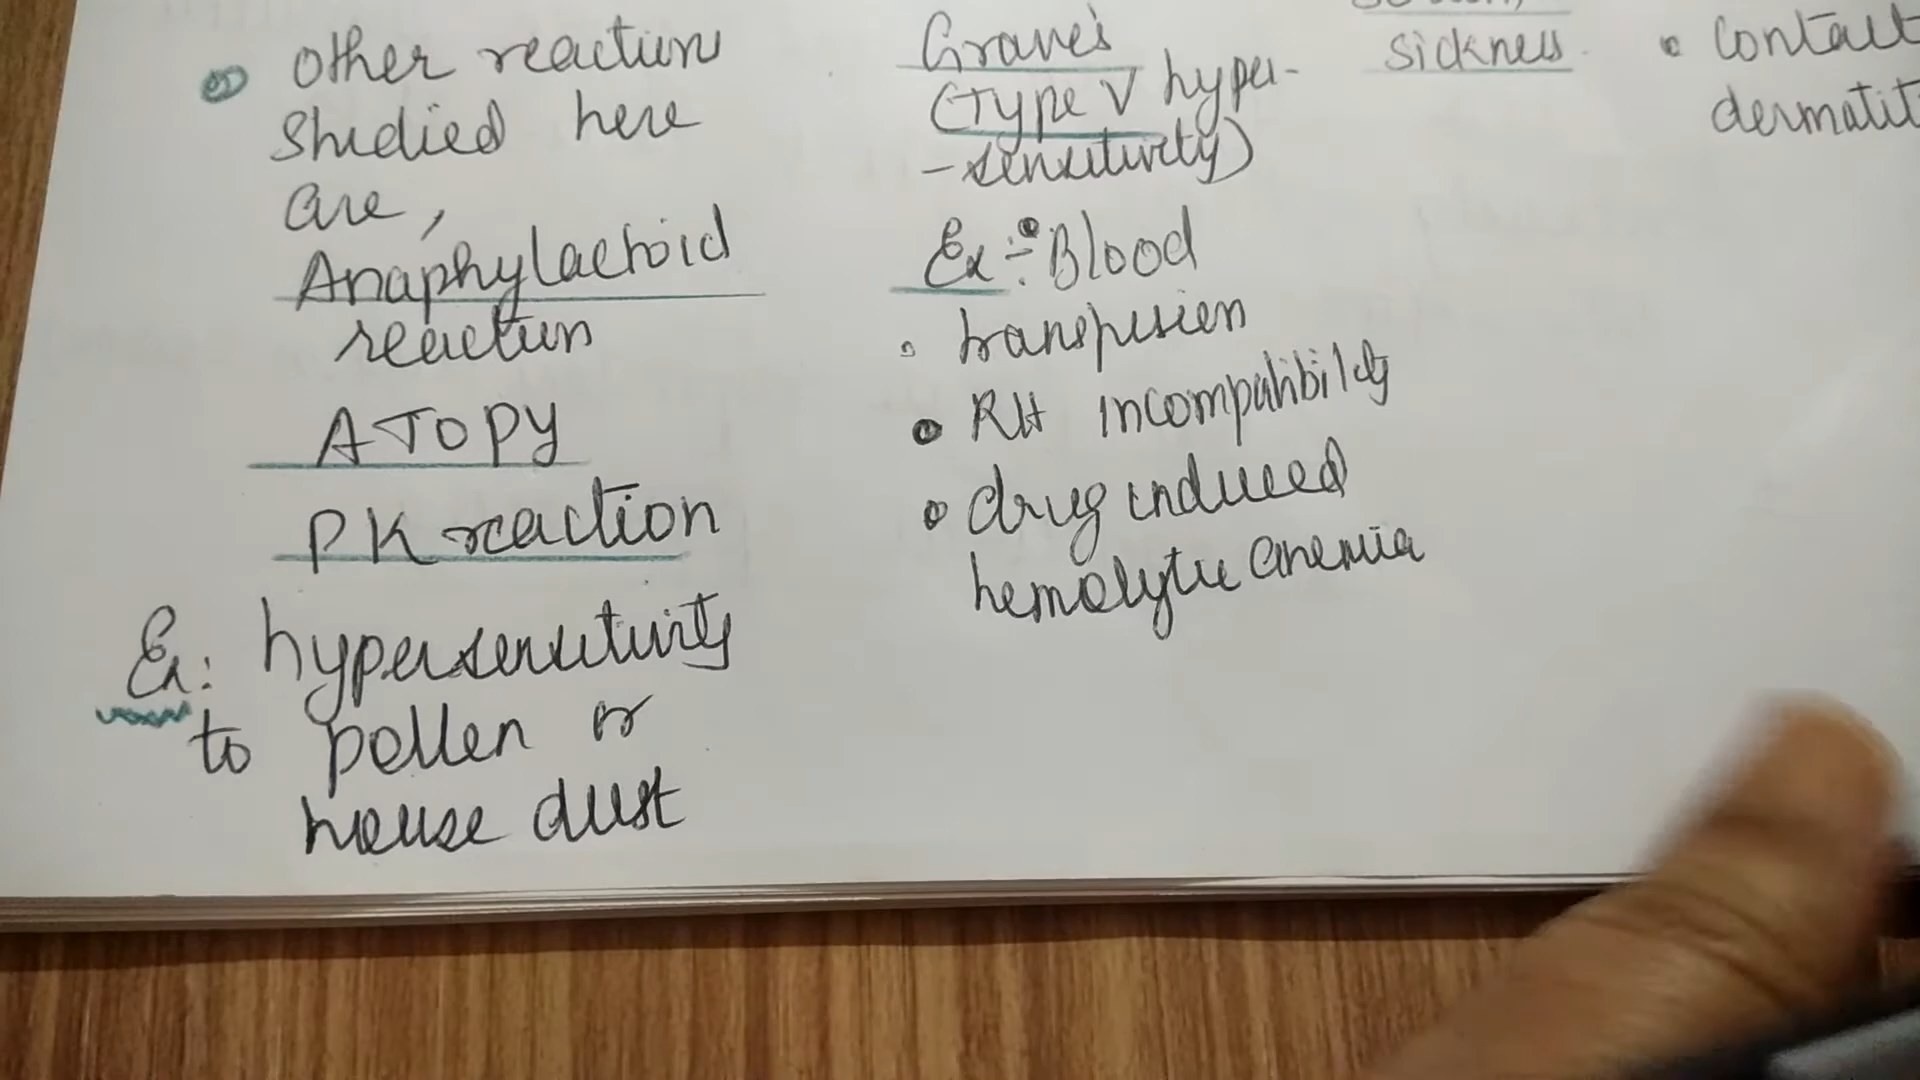 Other reaction
studied here
are,
Anaphylactoid
reaction
ATOPY
PK reaction
Ex: hypersensitivity
to pollen or
house dust
Grave's
(Type V hyper-
-sensitivity)
Ex:- Blood
transfusion
RH incompatibility
drug induced
hemolytic anemia
sickness
contact
dermatit